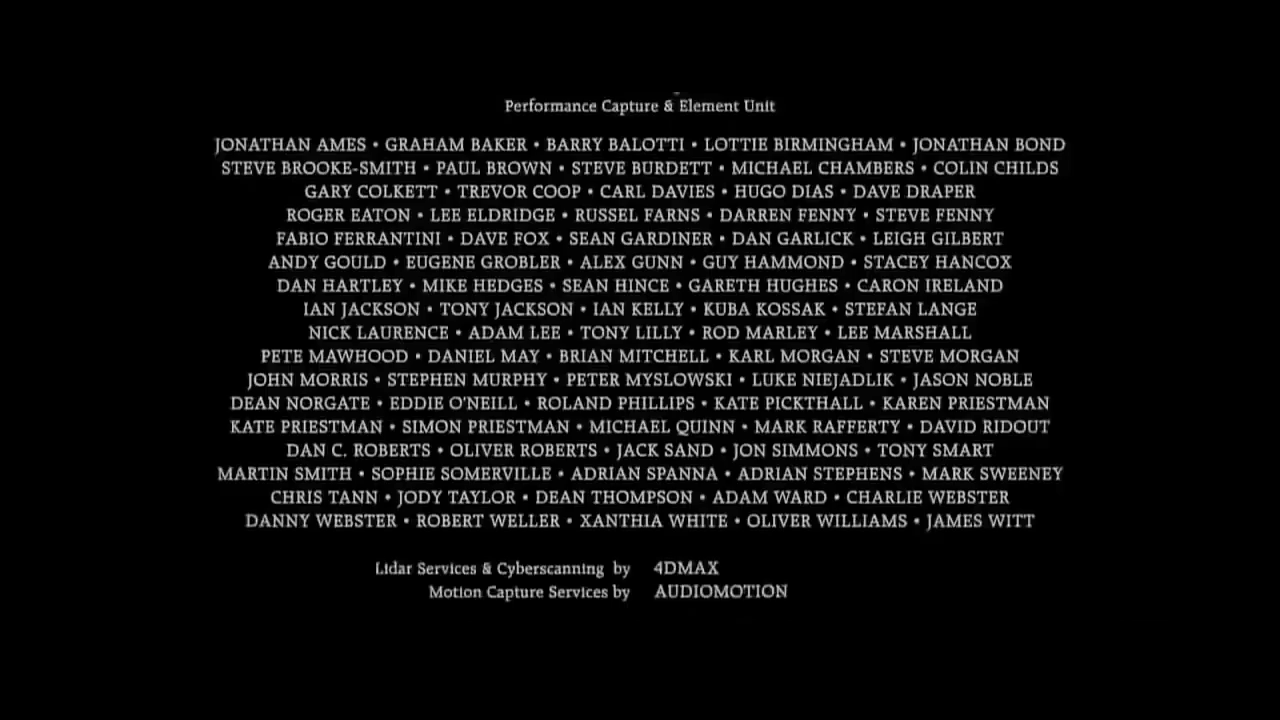 Performance Capture & Element Unit
JONATHAN AMES • GRAHAM BAKER • BARRY BALOTTI • LOTTIE BIRMINGHAM • JONATHAN BOND
STEVE BROOKE-SMITH • PAUL BROWN • STEVE BURDETT • MICHAEL CHAMBERS • COLIN CHILDS
GARY COLKETT • TREVOR COOP • CARL DAVIES • HUGO DIAS • DAVE DRAPER
ROGER EATON • LEE ELDRIDGE • RUSSEL FARNS • DARREN FENNY • STEVE FENNY
FABIO FERRANTINI • DAVE FOX • SEAN GARDINER • DAN GARLICK • LEIGH GILBERT
ANDY GOULD • EUGENE GROBLER • ALEX GUNN • GUY HAMMOND • STACEY HANCOX
DAN HARTLEY • MIKE HEDGES • SEAN HINCE • GARETH HUGHES • CARON IRELAND
IAN JACKSON • TONY JACKSON • IAN KELLY • KUBA KOSSAK • STEFAN LANGE
NICK LAURENCE • ADAM LEE • TONY LILLY • ROD MARLEY • LEE MARSHALL
PETE MAWHOOD • DANIEL MAY • BRIAN MITCHELL • KARL MORGAN • STEVE MORGAN
JOHN MORRIS • STEPHEN MURPHY • PETER MYSLOWSKI • LUKE NIEJADLIK • JASON NOBLE
DEAN NORGATE • EDDIE O'NEILL • ROLAND PHILLIPS • KATE PICKTHALL • KAREN PRIESTMAN
KATE PRIESTMAN • SIMON PRIESTMAN • MICHAEL QUINN • MARK RAFFERTY • DAVID RIDOUT
DAN C. ROBERTS • OLIVER ROBERTS • JACK SAND • JON SIMMONS • TONY SMART
MARTIN SMITH • SOPHIE SOMERVILLE • ADRIAN SPANNA • ADRIAN STEPHENS • MARK SWEENEY
CHRIS TANN • JODY TAYLOR • DEAN THOMPSON • ADAM WARD • CHARLIE WEBSTER
DANNY WEBSTER • ROBERT WELLER • XANTHIA WHITE • OLIVER WILLIAMS • JAMES WITT
Lidar Services & Cyberscanning by 4DMAX
Motion Capture Services by AUDIOMOTION